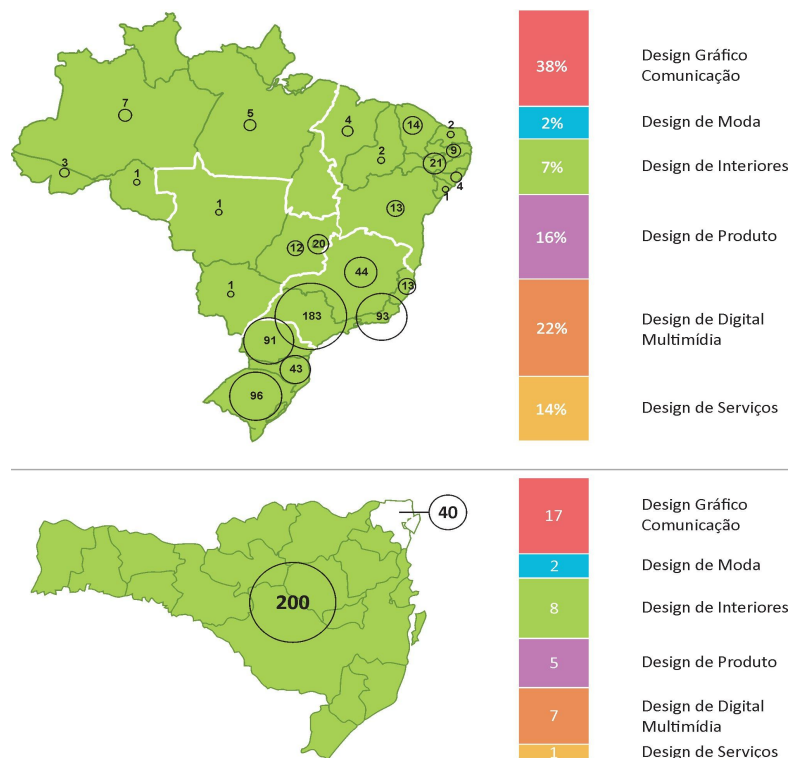 7
5
4
14
2
2
9
21
4
1
3
1
1
13
12
20
44
13
1
183
93
91
43
96
38%
Design Gráfico
Comunicação
2%
Design de Moda
7%
Design de Interiores
16%
Design de Produto
22%
Design de Digital
Multimídia
14%
Design de Serviços
40
200
17
Design Gráfico
Comunicação
2
Design de Moda
8
Design de Interiores
5
Design de Produto
7
Design de Digital
Multimídia
1
Design de Serviços